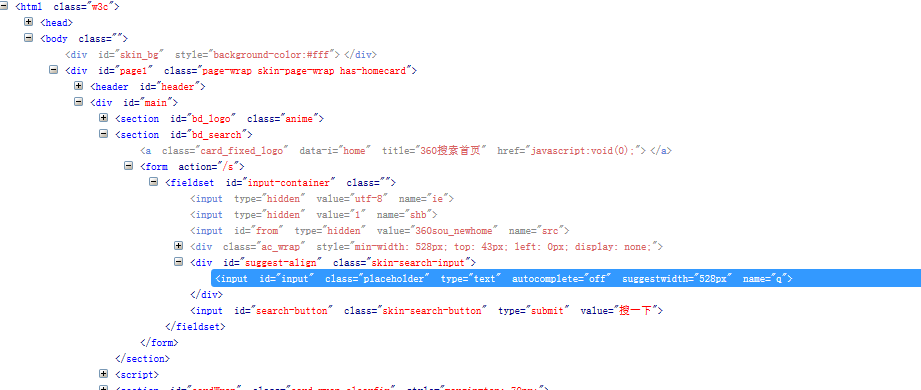 <html class="w3c">
<head>
<body class="">
<div id="skin_bg" style="background-color:#fff"></div>
<div id="page1" class="page-wrap skin-page-wrap has-homecard">
<header id="header">
<div id="main">
<section id="bd_logo" class="anime">
<section id="bd_search">
<a class="card_fixed_logo" data-i="home" title="360搜索首页" href="javascript:void(0);"></a>
<form action="/s">
<fieldset id="input-container" class="">
<input type="hidden" value="utf-8" name="ie">
<input type="hidden" value="1" name="shb">
<input id="from" type="hidden" value="360sou_newhome" name="src">
<div class="ac_wrap" style="min-width: 528px; top: 43px; left: 0px; display: none;">
<div id="suggest-align" class="skin-search-input">
<input id="input" class="placeholder" type="text" autocomplete="off" suggestwidth="528px" name="q">
</div>
<input id="search-button" class="skin-search-button" type="submit" value="搜一下">
</fieldset>
</form>
</section>
<script>